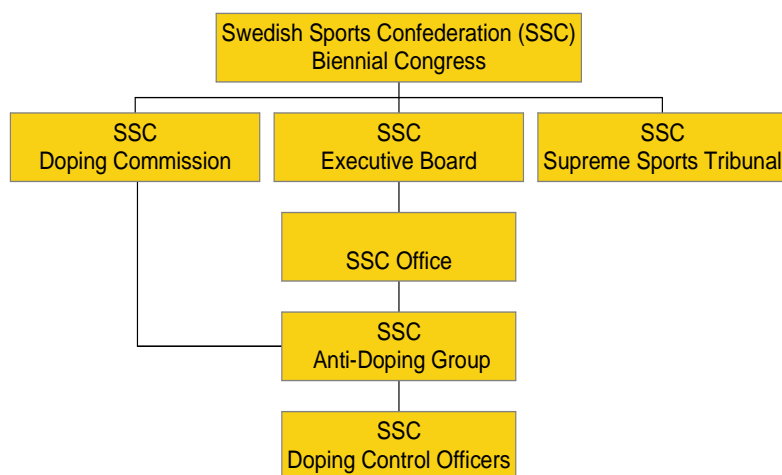 Swedish Sports Confederation (SSC)
Biennial Congress
SSC
Doping Commission
SSC
Executive Board
SSC
Supreme Sports Tribunal
SSC Office
SSC
Anti-Doping Group
SSC
Doping Control Officers